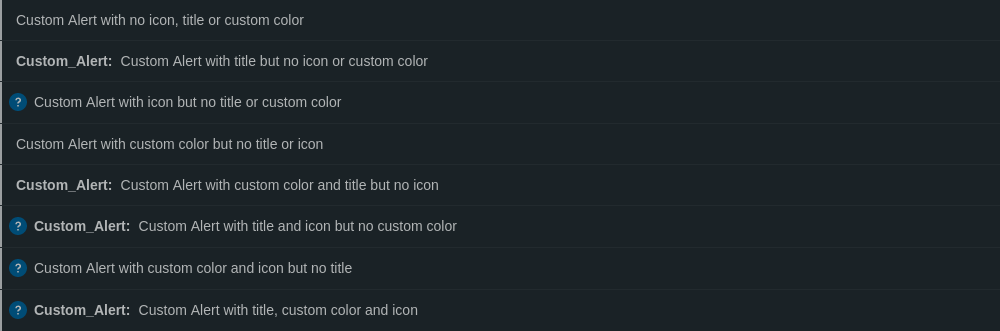 Custom Alert with no icon, title or custom color
Custom_Alert: Custom Alert with title but no icon or custom color
? Custom Alert with icon but no title or custom color
Custom Alert with custom color but no title or icon
Custom_Alert: Custom Alert with custom color and title but no icon
? Custom_Alert: Custom Alert with title and icon but no custom color
? Custom Alert with custom color and icon but no title
? Custom_Alert: Custom Alert with title, custom color and icon